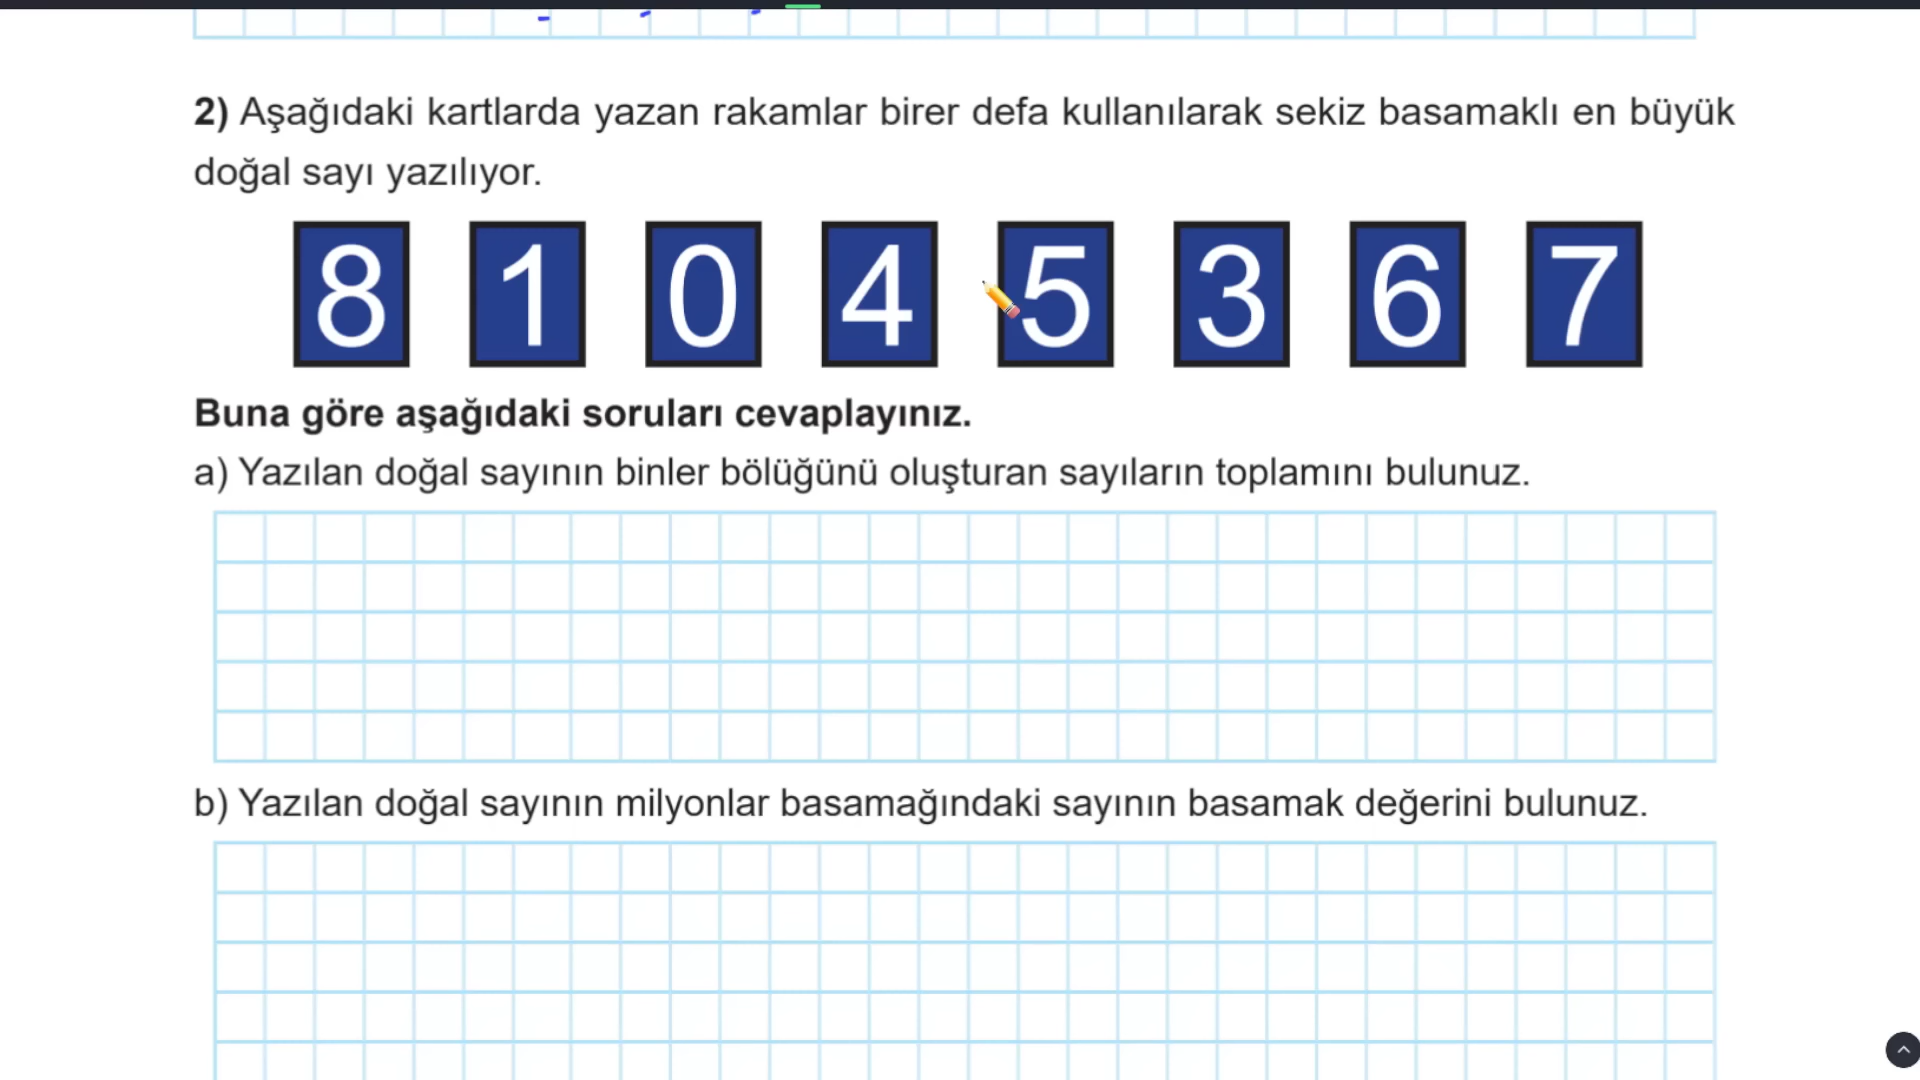 2) Aşağıdaki kartlarda yazan rakamlar birer defa kullanılarak sekiz basamaklı en büyük
doğal sayı yazılıyor.
8 1 0 4 5 3 6 7
Buna göre aşağıdaki soruları cevaplayınız.
a) Yazılan doğal sayının binler bölüğünü oluşturan sayıların toplamını bulunuz.
b) Yazılan doğal sayının milyonlar basamağındaki sayının basamak değerini bulunuz.